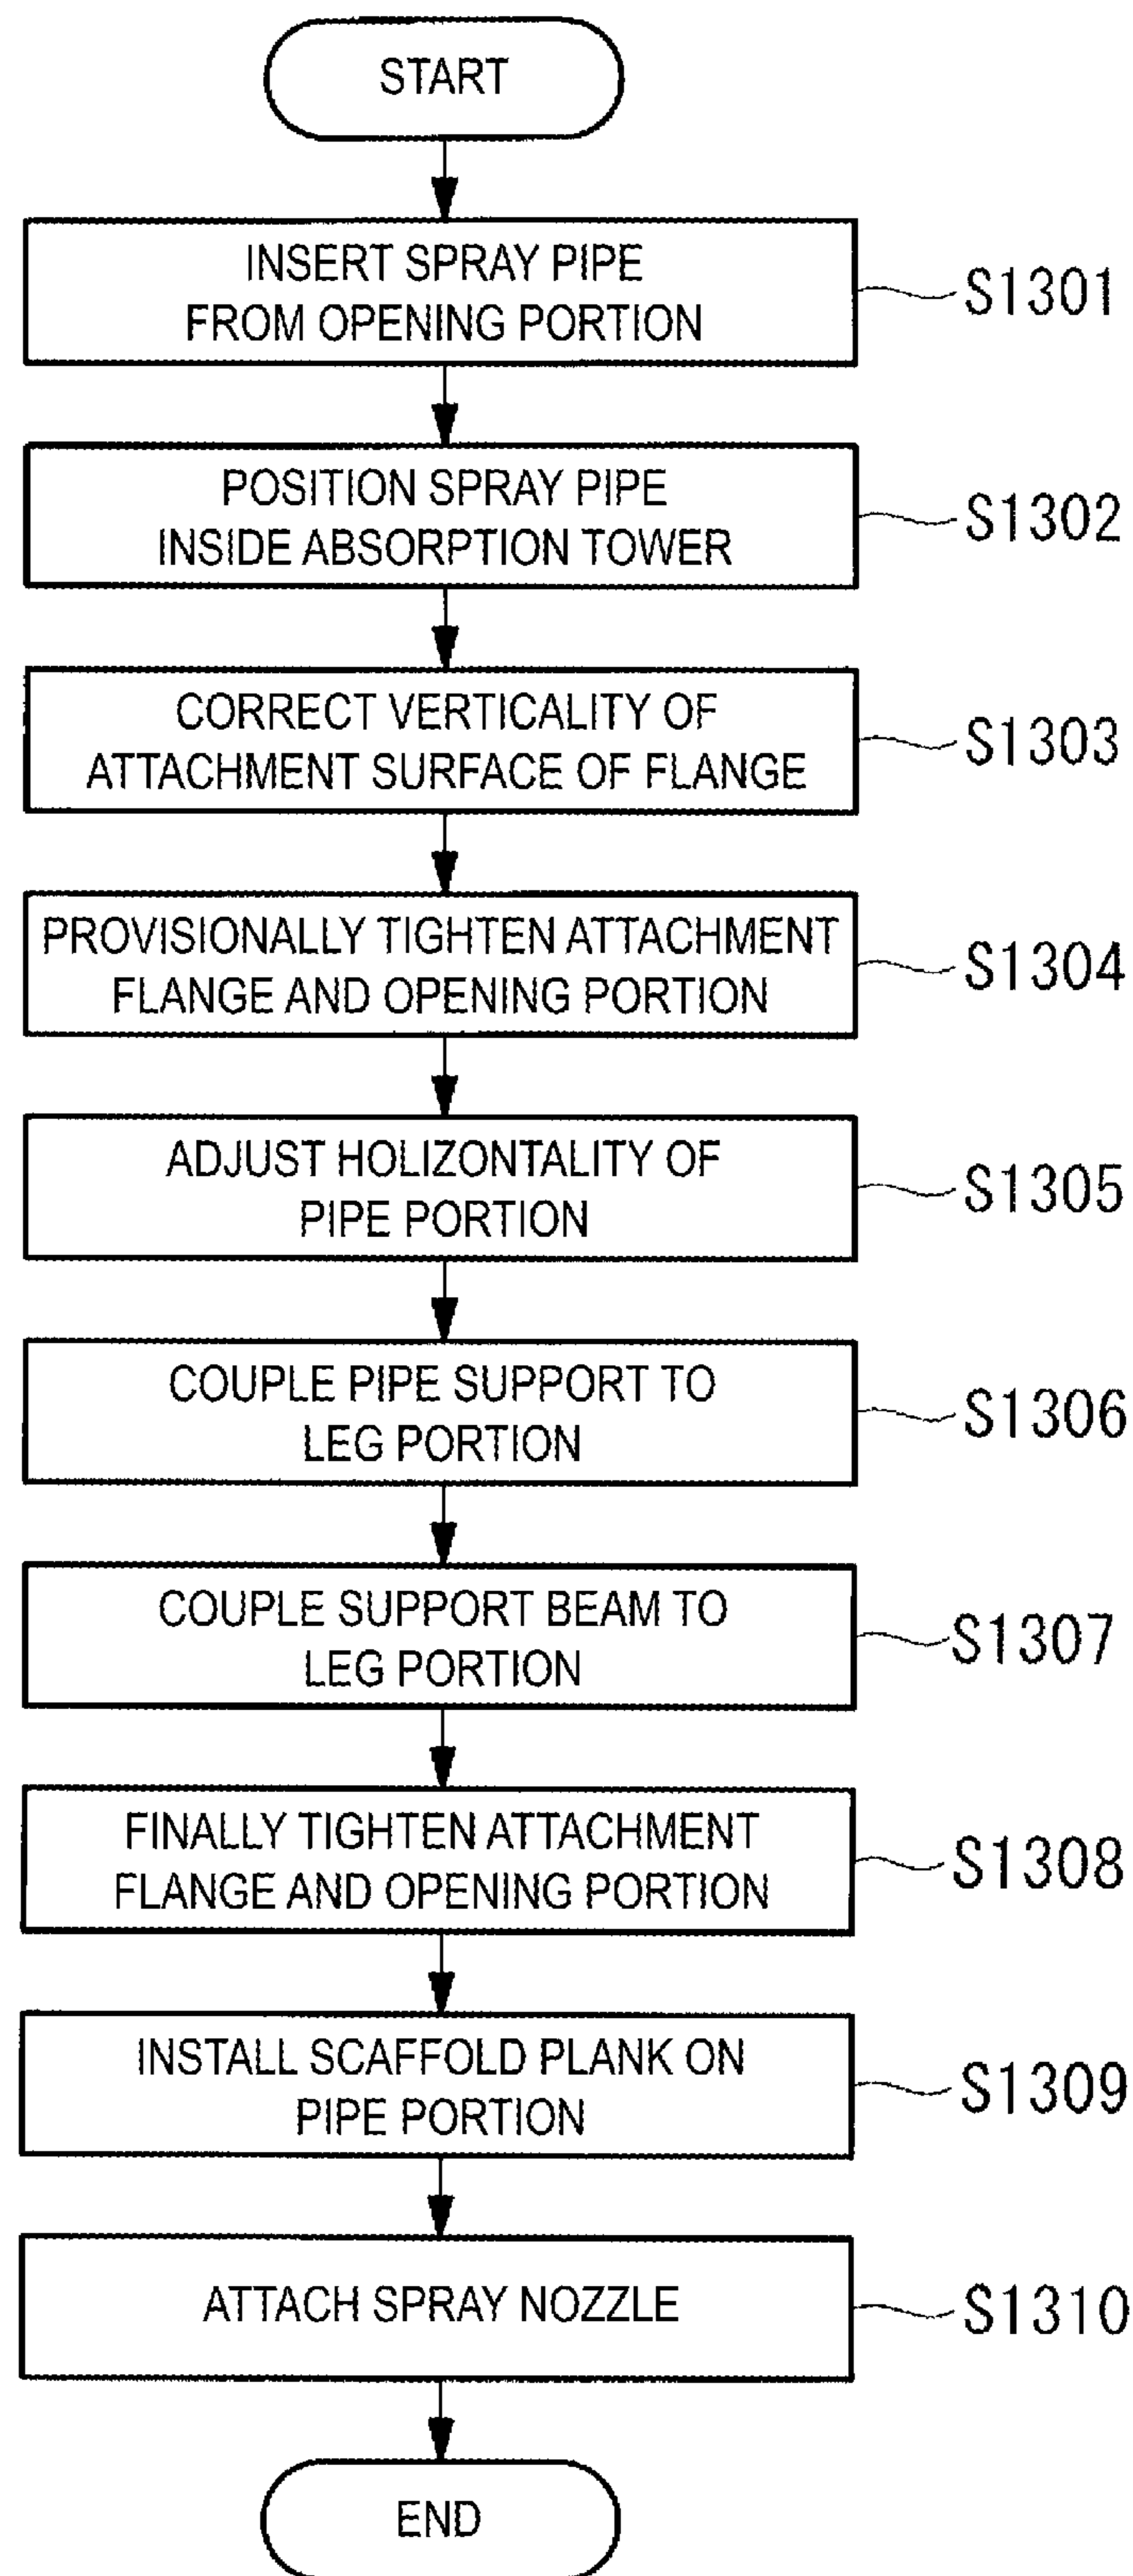 START
INSERT SPRAY PIPE
FROM OPENING PORTION
S1301
POSITION SPRAY PIPE
INSIDE ABSORPTION TOWER
S1302
CORRECT VERTICALITY OF
ATTACHMENT SURFACE OF FLANGE
S1303
PROVISIONALLY TIGHTEN ATTACHMENT
FLANGE AND OPENING PORTION
S1304
ADJUST HOLIZONTALITY OF
PIPE PORTION
S1305
COUPLE PIPE SUPPORT TO
LEG PORTION
S1306
COUPLE SUPPORT BEAM TO
LEG PORTION
S1307
FINALLY TIGHTEN ATTACHMENT
FLANGE AND OPENING PORTION
S1308
INSTALL SCAFFOLD PLANK ON
PIPE PORTION
S1309
ATTACH SPRAY NOZZLE
S1310
END